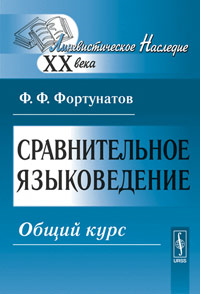 Лингвистическое Наследие
XX века
Ф. Ф. Фортунатов
СРАВНИТЕЛЬНОЕ
ЯЗЫКОВЕДЕНИЕ
Общий курс
URSS